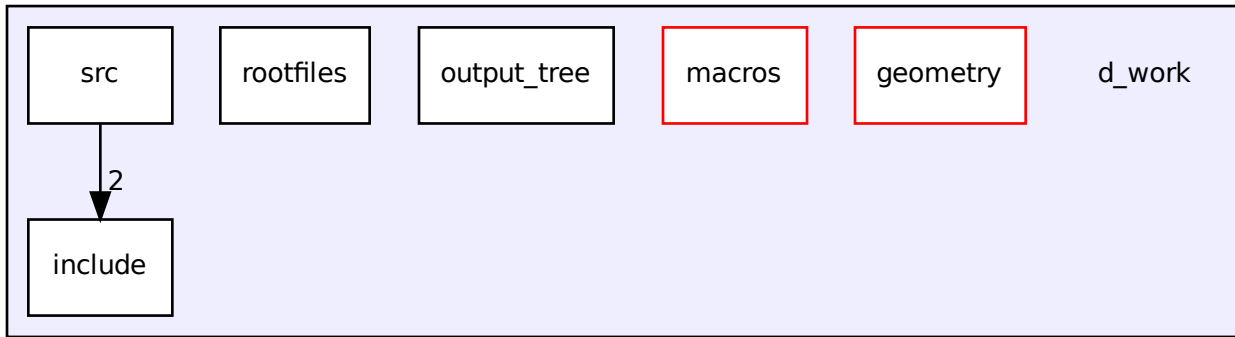 src
rootfiles
output_tree
macros
geometry
d_work
2
include